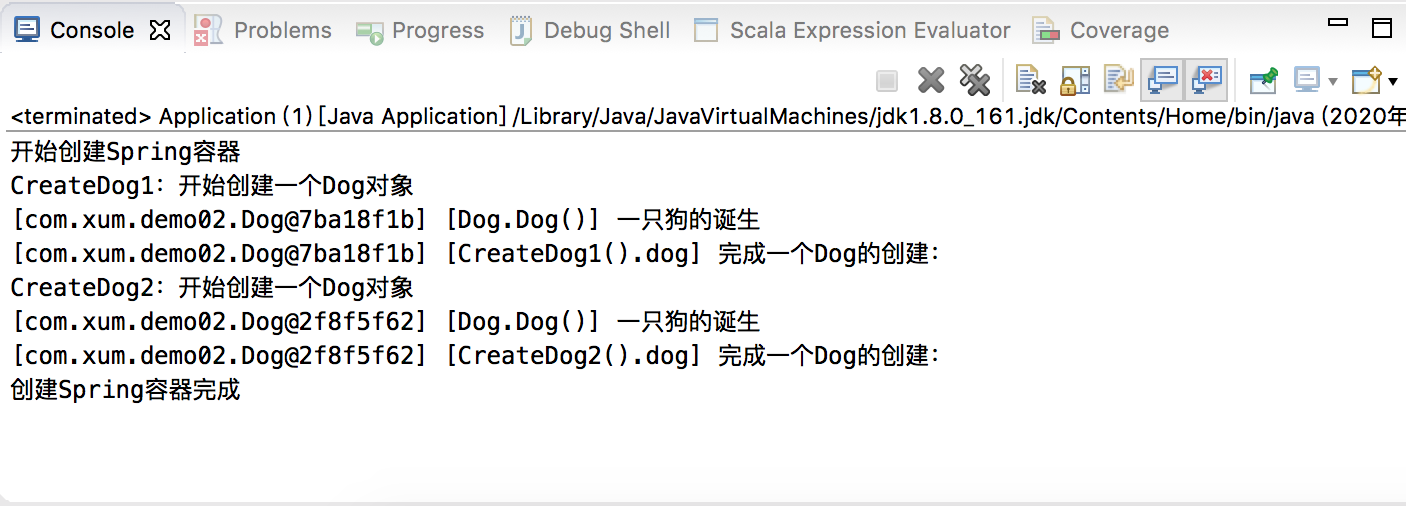 Console Problems Progress Debug Shell Scala Expression Evaluator Coverage
<terminated> Application (1) [Java Application] /Library/Java/JavaVirtualMachines/jdk1.8.0_161.jdk/Contents/Home/bin/java (2020年
开始创建Spring容器
CreateDog1: 开始创建一个Dog对象
[com.xum.demo02.Dog@7ba18f1b] [Dog.Dog()] 一只狗的诞生
[com.xum.demo02.Dog@7ba18f1b] [CreateDog1().dog] 完成一个Dog的创建:
CreateDog2: 开始创建一个Dog对象
[com.xum.demo02.Dog@2f8f5f62] [Dog.Dog()] 一只狗的诞生
[com.xum.demo02.Dog@2f8f5f62] [CreateDog2().dog] 完成一个Dog的创建:
创建Spring容器完成